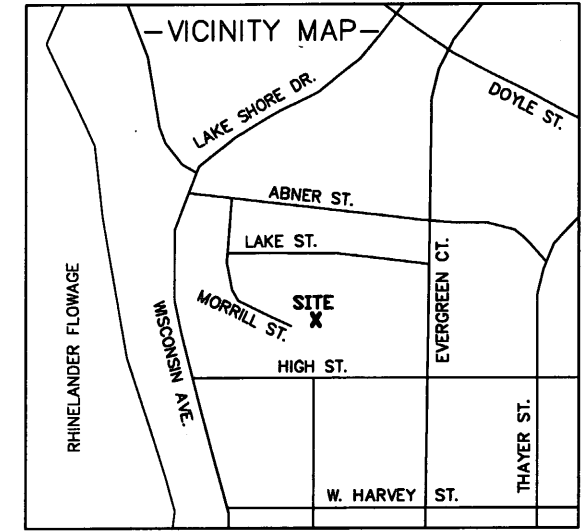 -VICINITY MAP-
LAKE SHORE DR.
DOYLE ST.
ABNER ST.
LAKE ST.
EVERGREEN CT.
MORRILL ST.
SITE
X
RHINELANDER FLOWAGE
WISCONSIN AVE.
HIGH ST.
THAYER ST.
W. HARVEY ST.